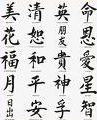 美 清 英 命
花 恕 朋友 恩
福 和 貴 愛
月 平 神 星
日出 安 智